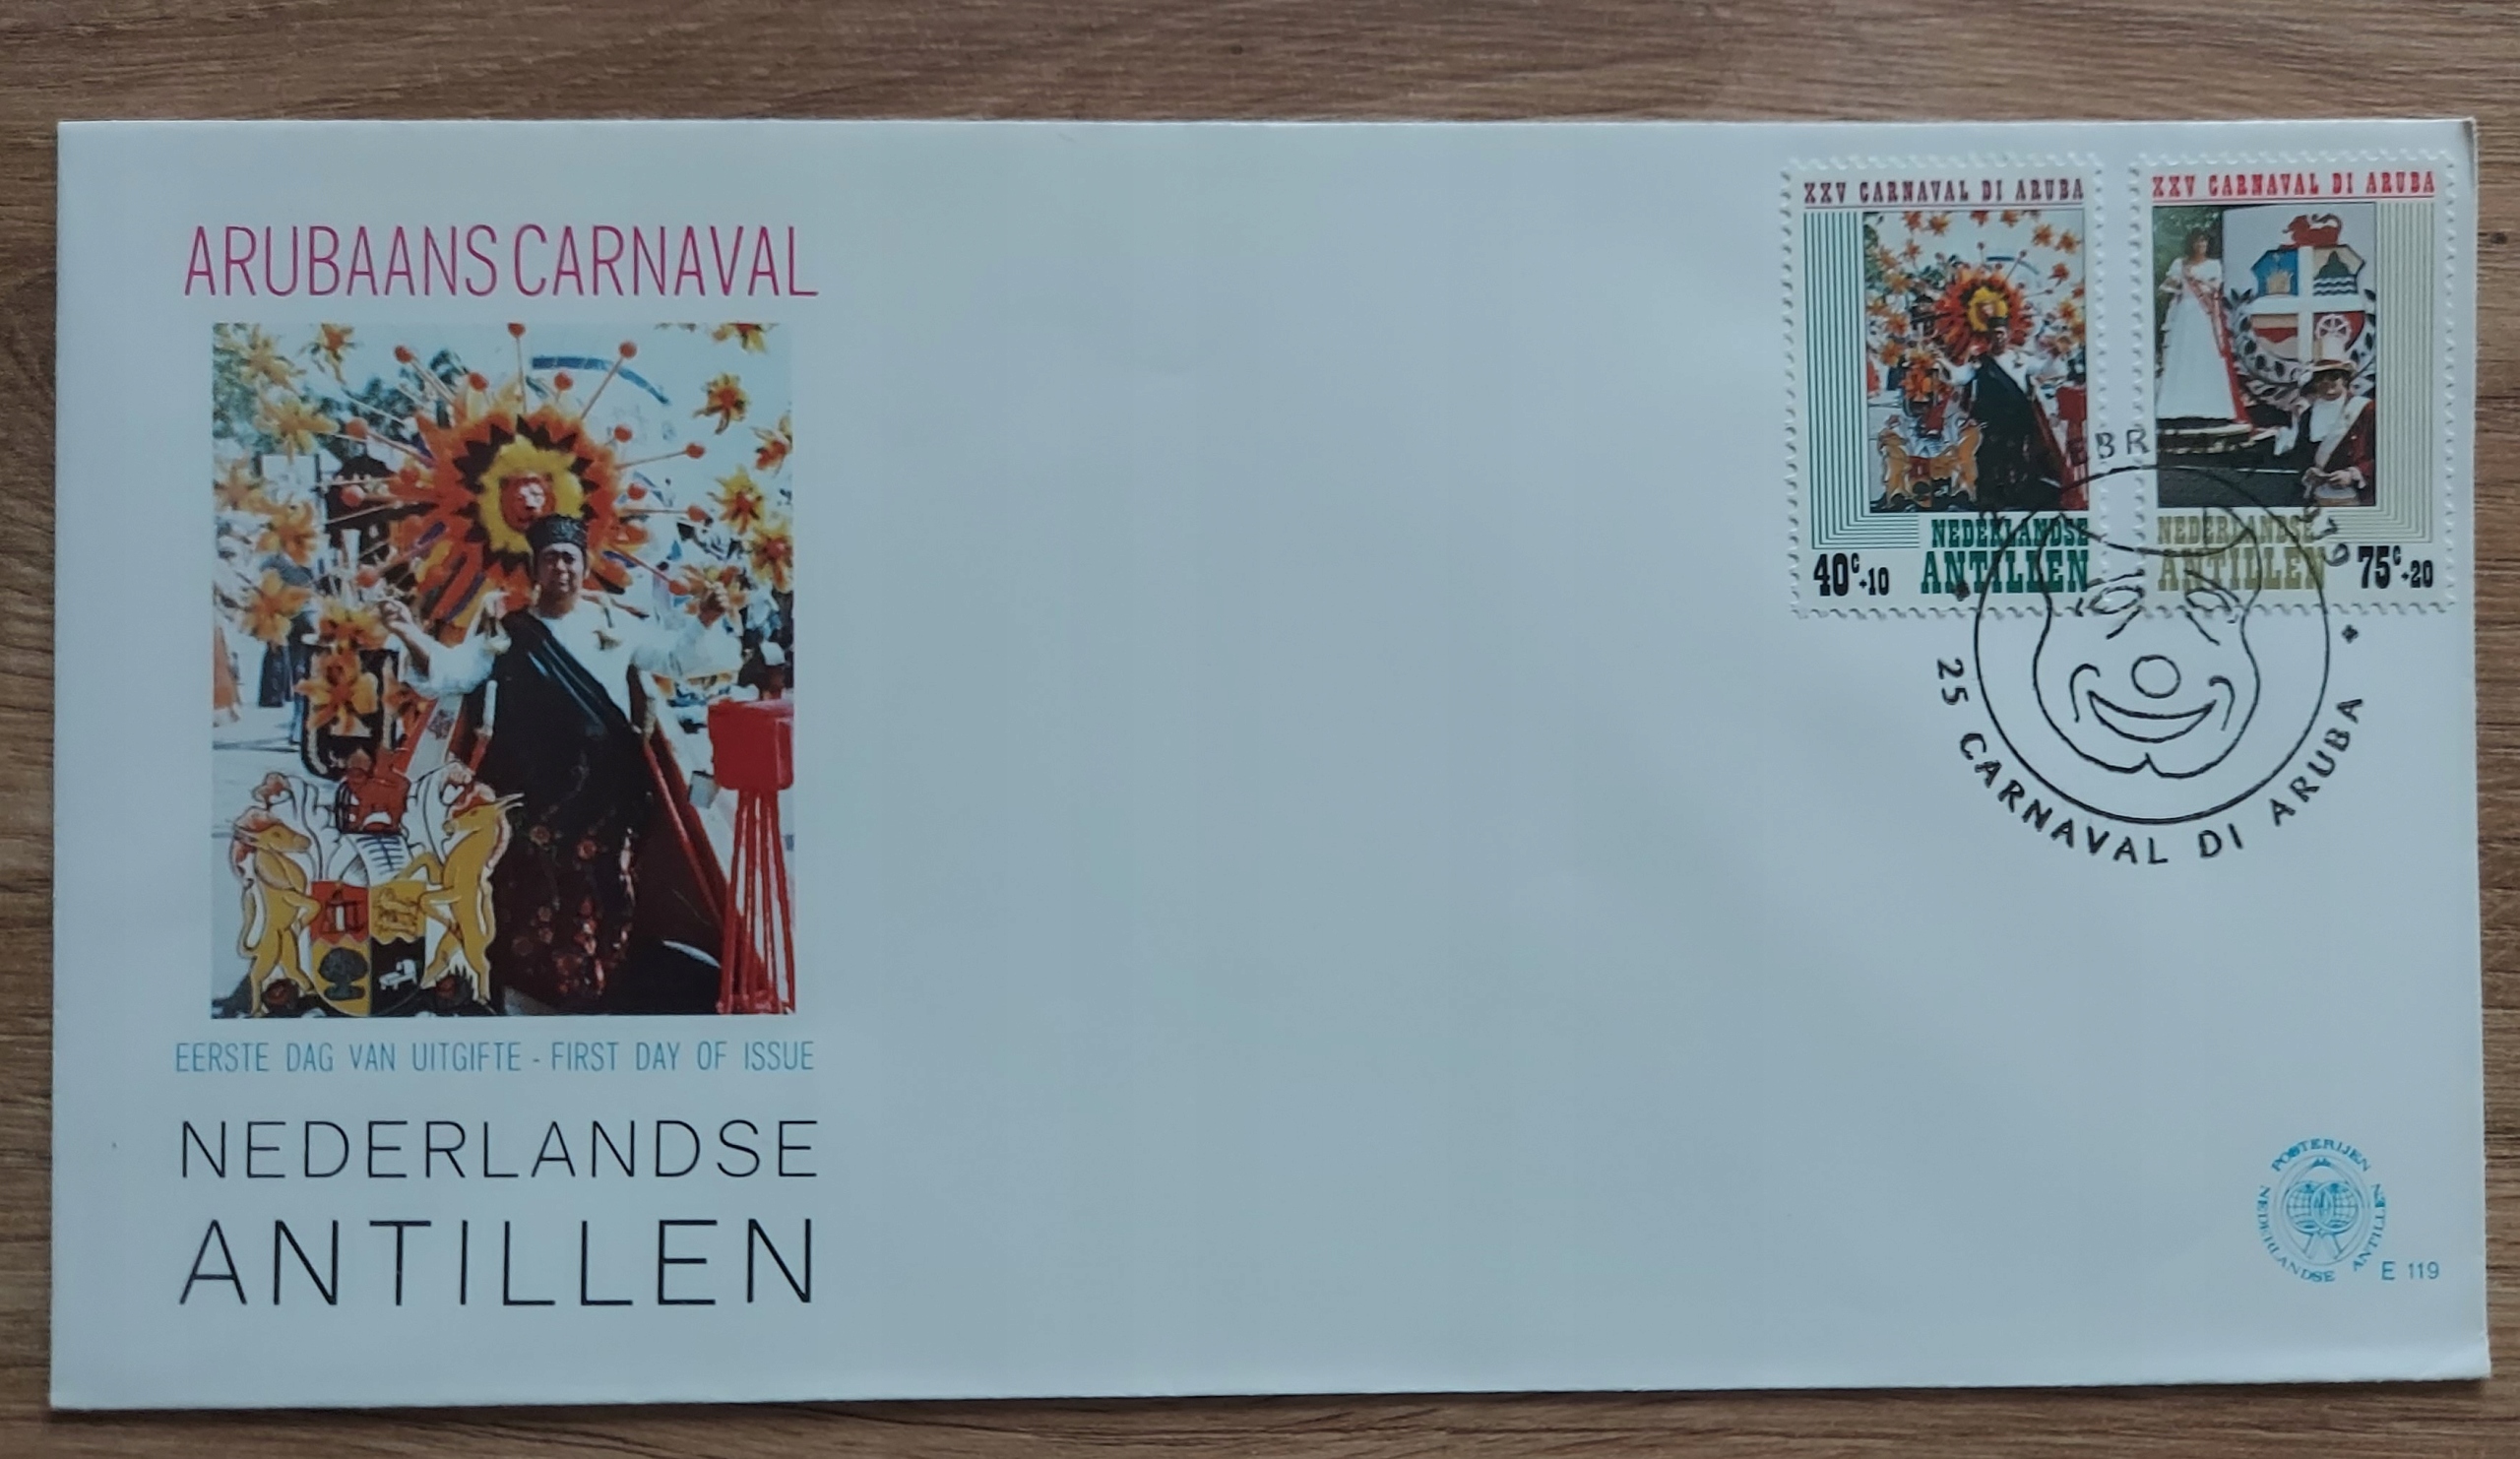 ARUBAANS CARNAVAL
EERSTE DAG VAN UITGIFTE - FIRST DAY OF ISSUE
NEDERLANDSE
ANTILLEN
XXV CARNAVAL DI ARUBA
NEDERLANDSE
40c+10 ANTILLEN
XXV CARNAVAL DI ARUBA
NEDERLANDSE
ANTILLEN 75c+20
25 CARNAVAL DI ARUBA
POSTERIJEN
NEDERLANDSE ANTILLEN
E 119